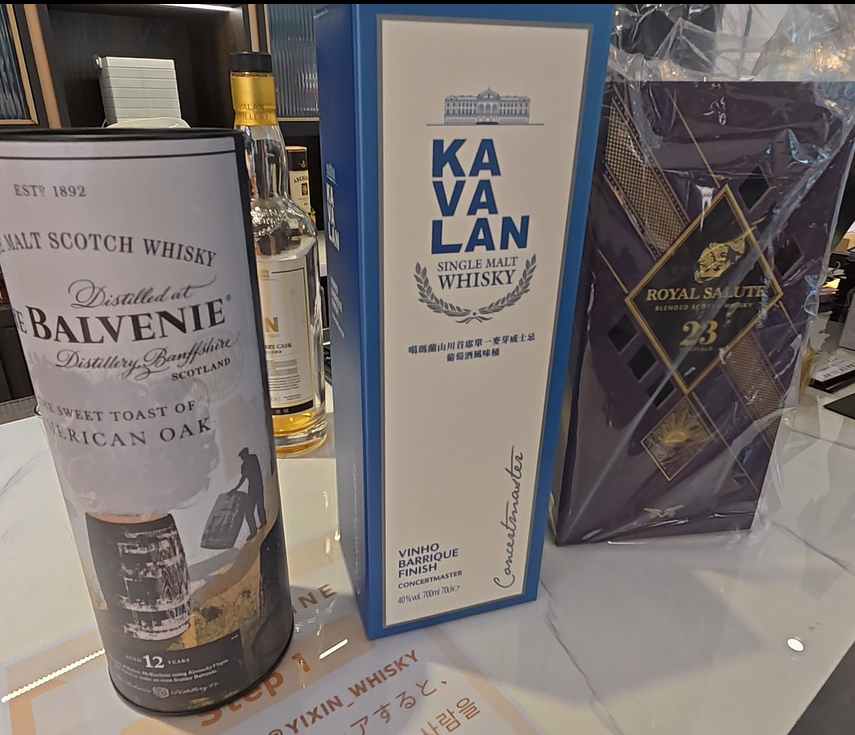 ESTD 1892
MALT SCOTCH WHISKY
Distilled at
BALVENIE®
Distillery, Banffshire
SCOTLAND
THE SWEET TOAST OF
ERICAN OAK
AGED 12 YEARS
KA
VA
LAN
SINGLE MALT
WHISKY
噶瑪蘭山川首席單一麥芽威士忌
葡萄酒風味桶
Concertmaster
VINHO
BARRIQUE
FINISH
CONCERTMASTER
40%vol. 700ml 70cl
ROYAL SALUTE
BLENDED SCOTCH WHISKY
23
Step 1
@YIXIN_WHISKY
アすると、
사람을